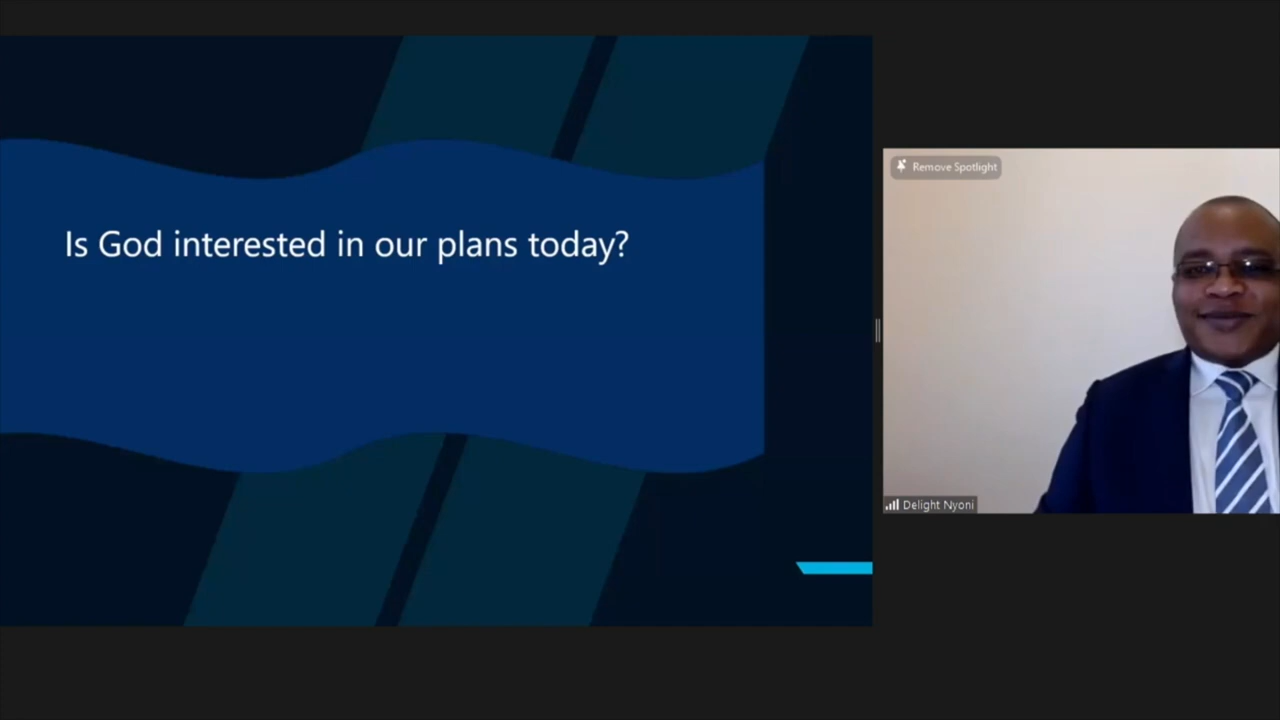 Is God interested in our plans today?
Remove Spotlight
Delight Nyoni